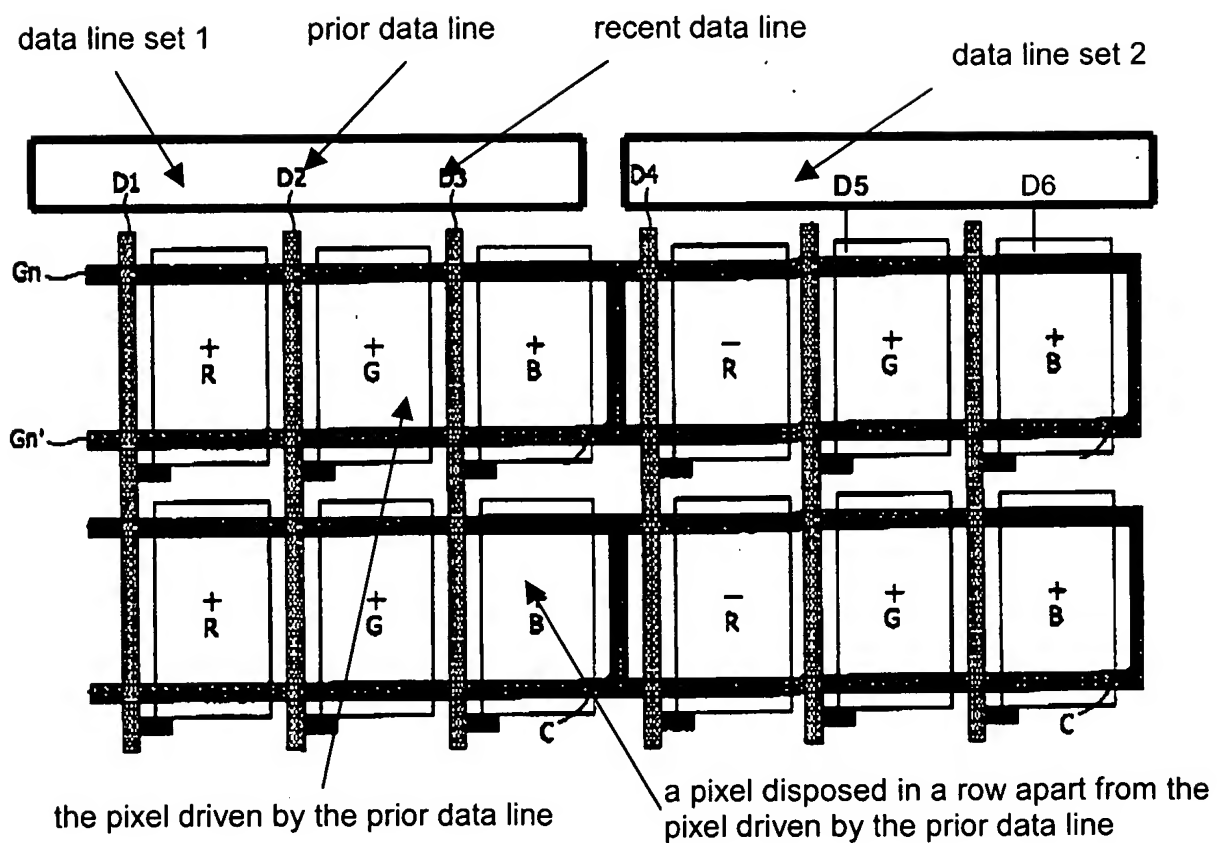 data line set 1
prior data line
recent data line
data line set 2
D1
D2
D3
D4
D5
D6
Gn
+
R
+
G
+
B
–
R
+
G
+
B
Gn'
+
R
+
G
B
–
R
+
G
+
B
C
C
the pixel driven by the prior data line
a pixel disposed in a row apart from the
pixel driven by the prior data line